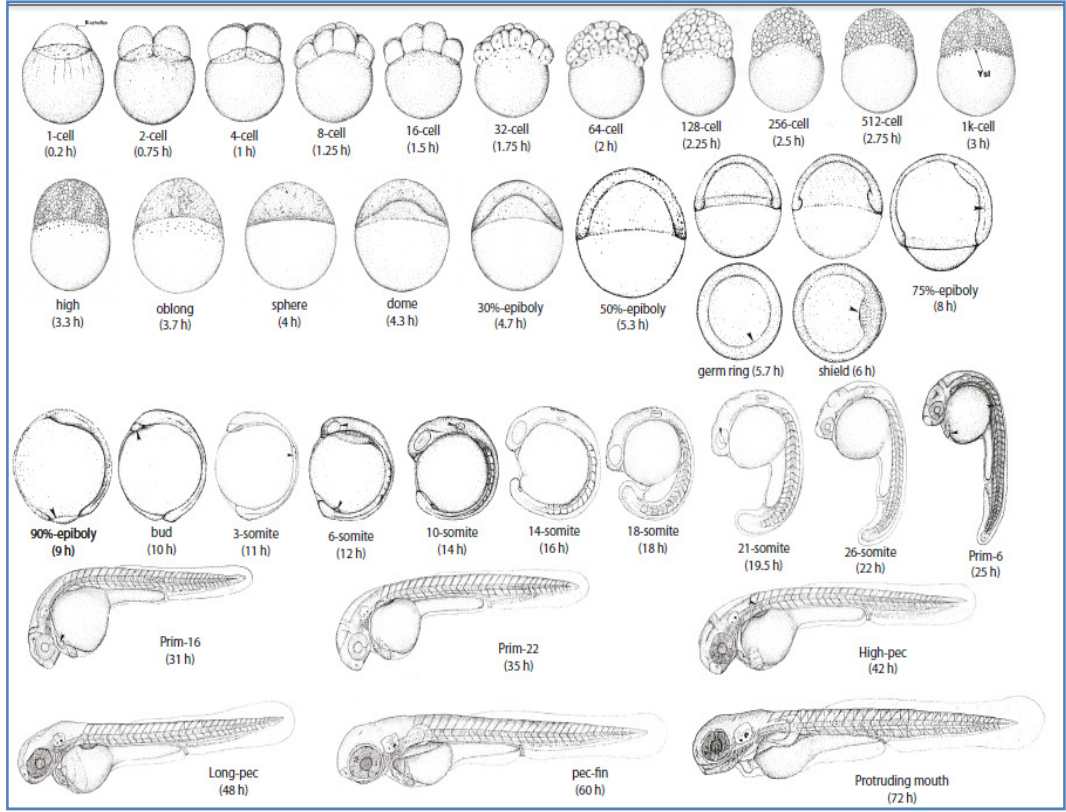 1-cell
(0.2 h)
2-cell
(0.75 h)
4-cell
(1 h)
8-cell
(1.25 h)
16-cell
(1.5 h)
32-cell
(1.75 h)
64-cell
(2 h)
128-cell
(2.25 h)
256-cell
(2.5 h)
512-cell
(2.75 h)
Ysl
1k-cell
(3 h)
high
(3.3 h)
oblong
(3.7 h)
sphere
(4 h)
dome
(4.3 h)
30%-epiboly
(4.7 h)
50%-epiboly
(5.3 h)
germ ring (5.7 h)
shield (6 h)
75%-epiboly
(8 h)
90%-epiboly
(9 h)
bud
(10 h)
3-somite
(11 h)
6-somite
(12 h)
10-somite
(14 h)
14-somite
(16 h)
18-somite
(18 h)
21-somite
(19.5 h)
26-somite
(22 h)
Prim-6
(25 h)
Prim-16
(31 h)
Prim-22
(35 h)
High-pec
(42 h)
Long-pec
(48 h)
pec-fin
(60 h)
Protruding mouth
(72 h)